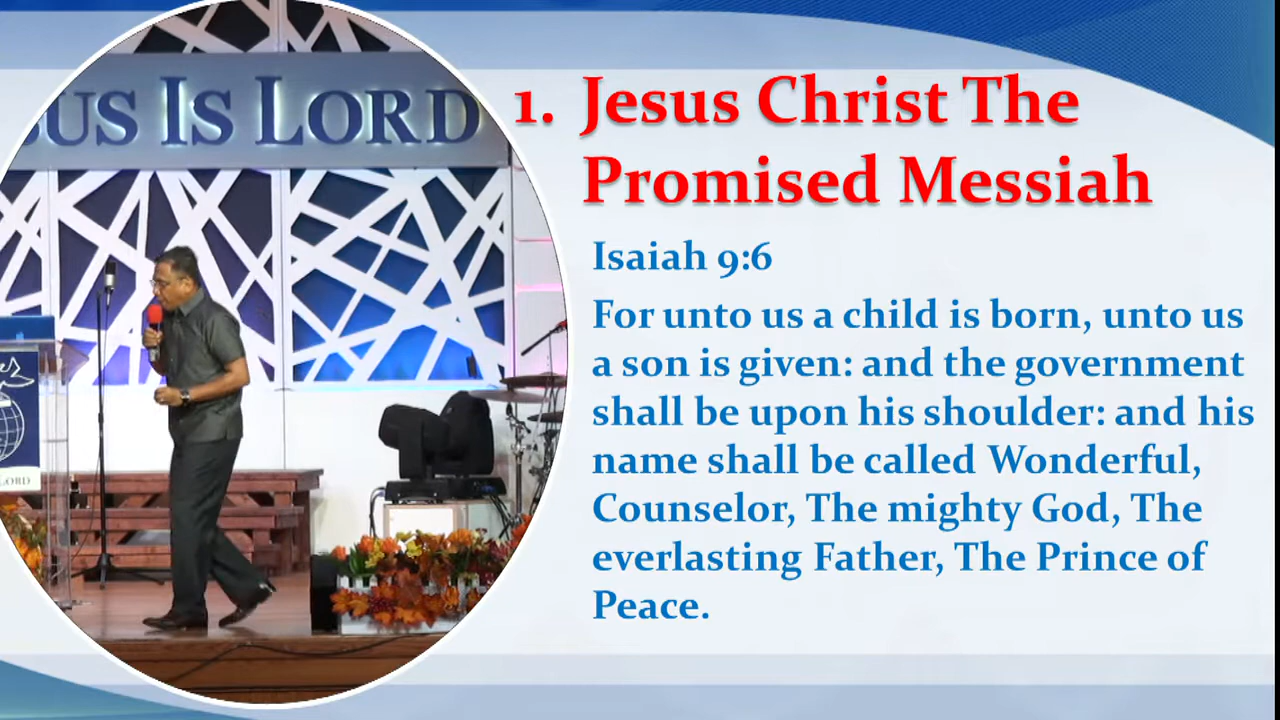 US IS LORD
1. Jesus Christ The
Promised Messiah
Isaiah 9:6
For unto us a child is born, unto us
a son is given: and the government
shall be upon his shoulder: and his
name shall be called Wonderful,
Counselor, The mighty God, The
everlasting Father, The Prince of
Peace.
LORD